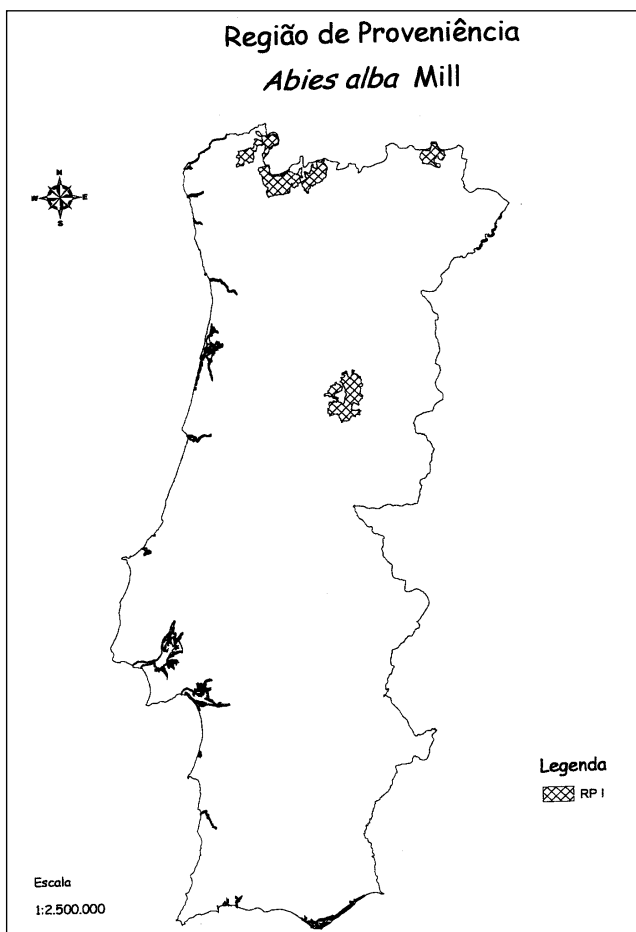 Região de Proveniência
Abies alba Mill
N
W E
S
Legenda
RP I
Escala
1:2.500.000